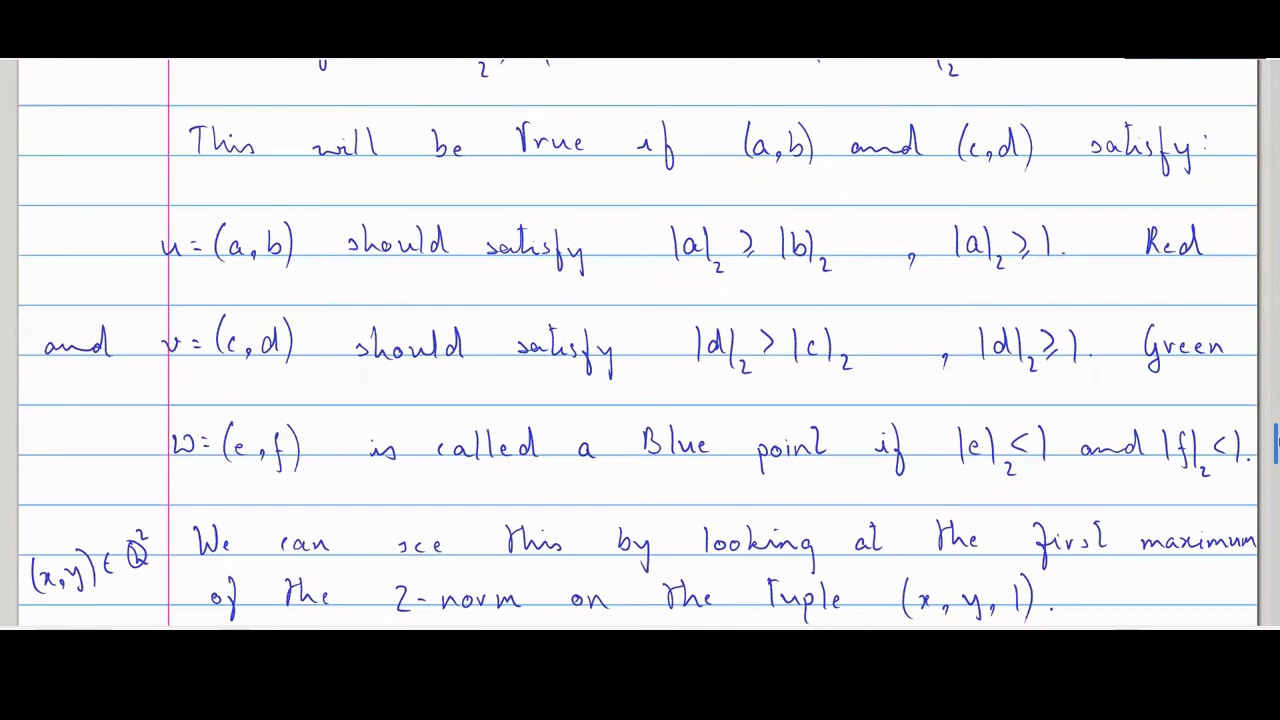 This will be True if (a,b) and (c,d) satisfy:
u = (a,b) should satisfy |a|₂ ⩾ |b|₂ , |a|₂ ⩾ 1. Red
and v = (c,d) should satisfy |d|₂ > |c|₂ , |d|₂ ⩾ 1. Green
w = (e,f) is called a Blue point if |e|₂ < 1 and |f|₂ < 1.
(x,y) ∈ ℚ² We can see this by looking at the first maximum
of the 2-norm on the Tuple (x, y, 1).